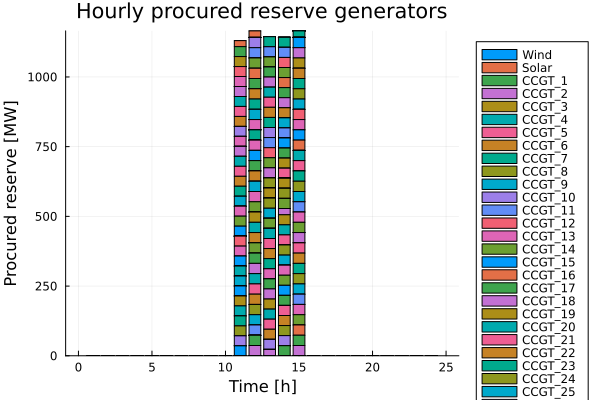 Hourly procured reserve generators
Procured reserve [MW]
1000
750
500
250
0
0 5 10 15 20 25
Time [h]
Wind
Solar
CCGT_1
CCGT_2
CCGT_3
CCGT_4
CCGT_5
CCGT_6
CCGT_7
CCGT_8
CCGT_9
CCGT_10
CCGT_11
CCGT_12
CCGT_13
CCGT_14
CCGT_15
CCGT_16
CCGT_17
CCGT_18
CCGT_19
CCGT_20
CCGT_21
CCGT_22
CCGT_23
CCGT_24
CCGT_25